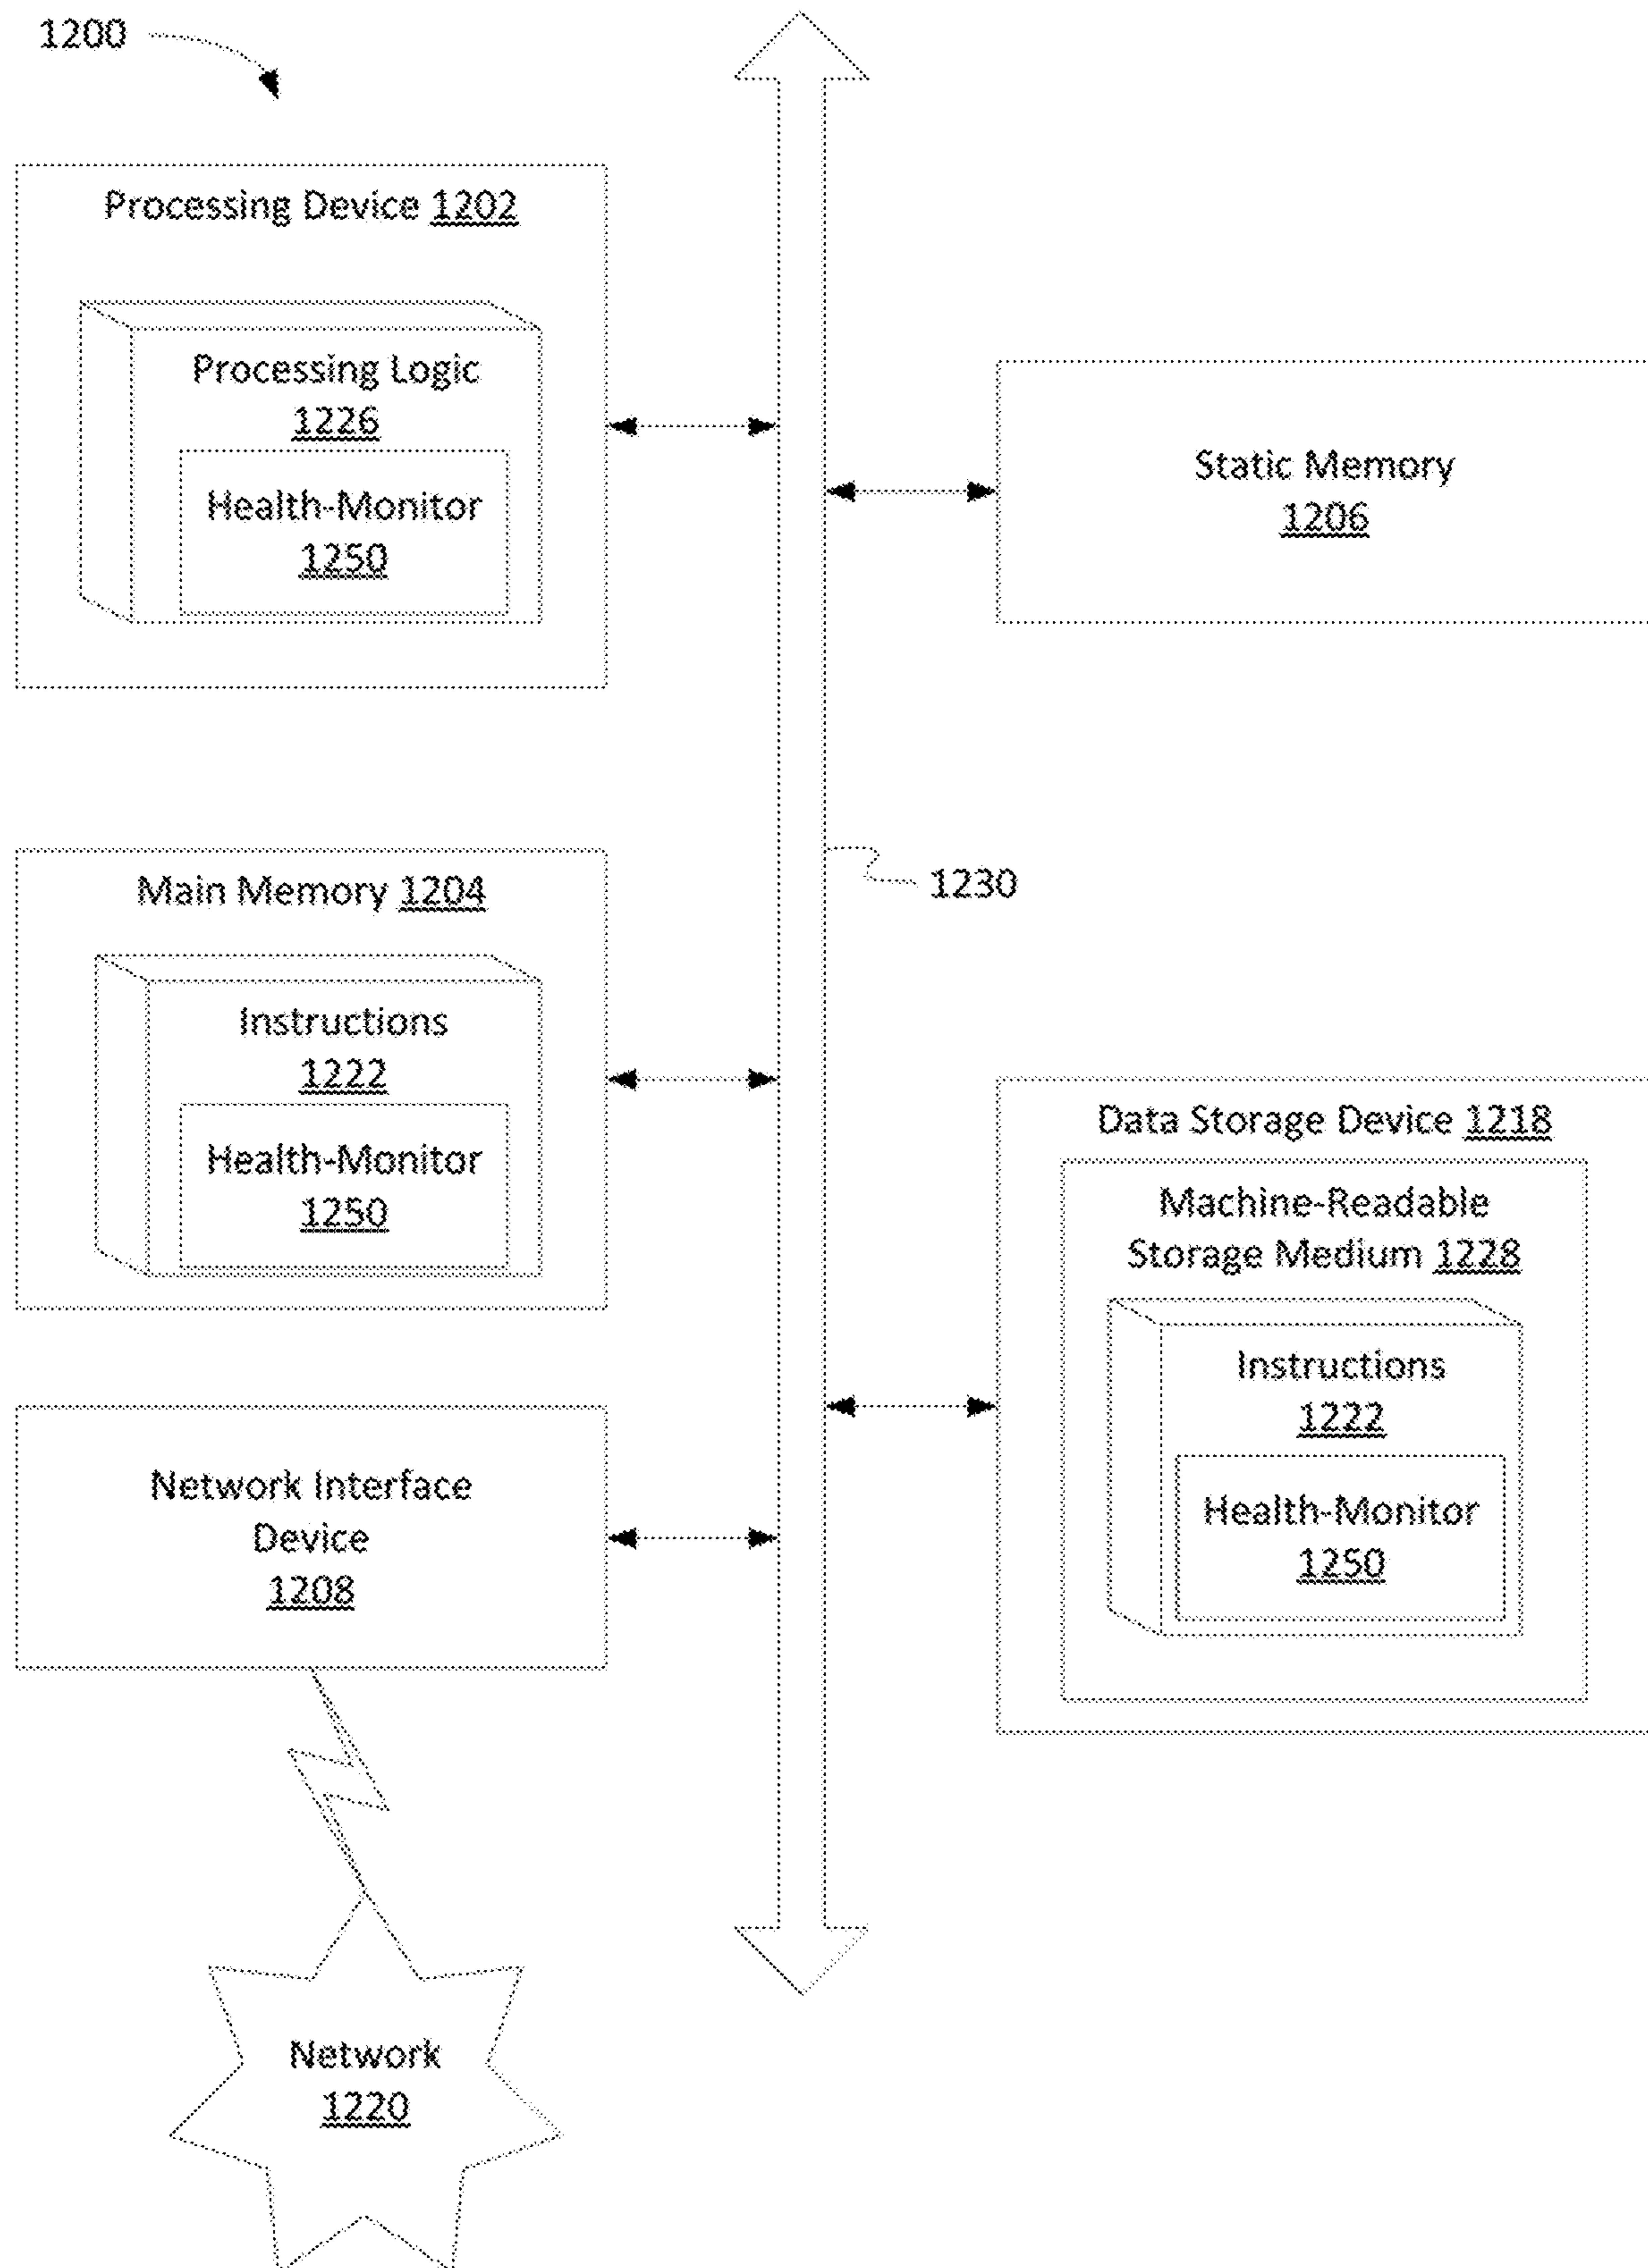 1200
Processing Device 1202
Processing Logic
1226
Health-Monitor
1250
Static Memory
1206
1230
Main Memory 1204
Instructions
1222
Health-Monitor
1250
Data Storage Device 1218
Machine-Readable
Storage Medium 1228
Instructions
1222
Health-Monitor
1250
Network Interface
Device
1208
Network
1220